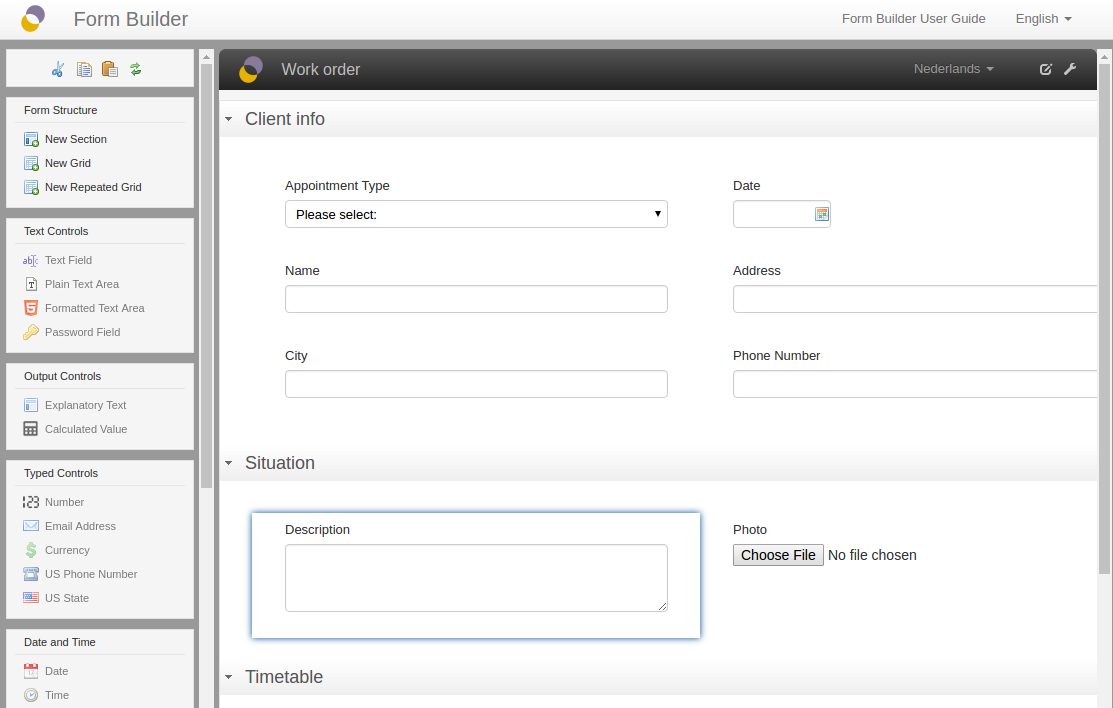 Form Builder
Form Builder User Guide
English
Form Structure
New Section
New Grid
New Repeated Grid
Text Controls
Text Field
Plain Text Area
Formatted Text Area
Password Field
Output Controls
Explanatory Text
Calculated Value
Typed Controls
Number
Email Address
Currency
US Phone Number
US State
Date and Time
Date
Time
Work order
Nederlands
Client info
Appointment Type
Date
Please select:
Name
Address
City
Phone Number
Situation
Description
Photo
Choose File No file chosen
Timetable